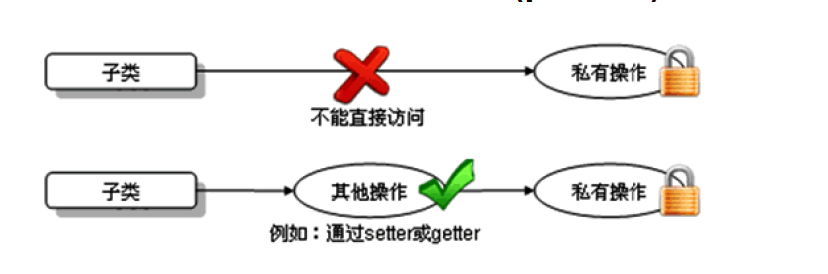 子类
私有操作
不能直接访问
子类
其他操作
私有操作
例如：通过setter或getter